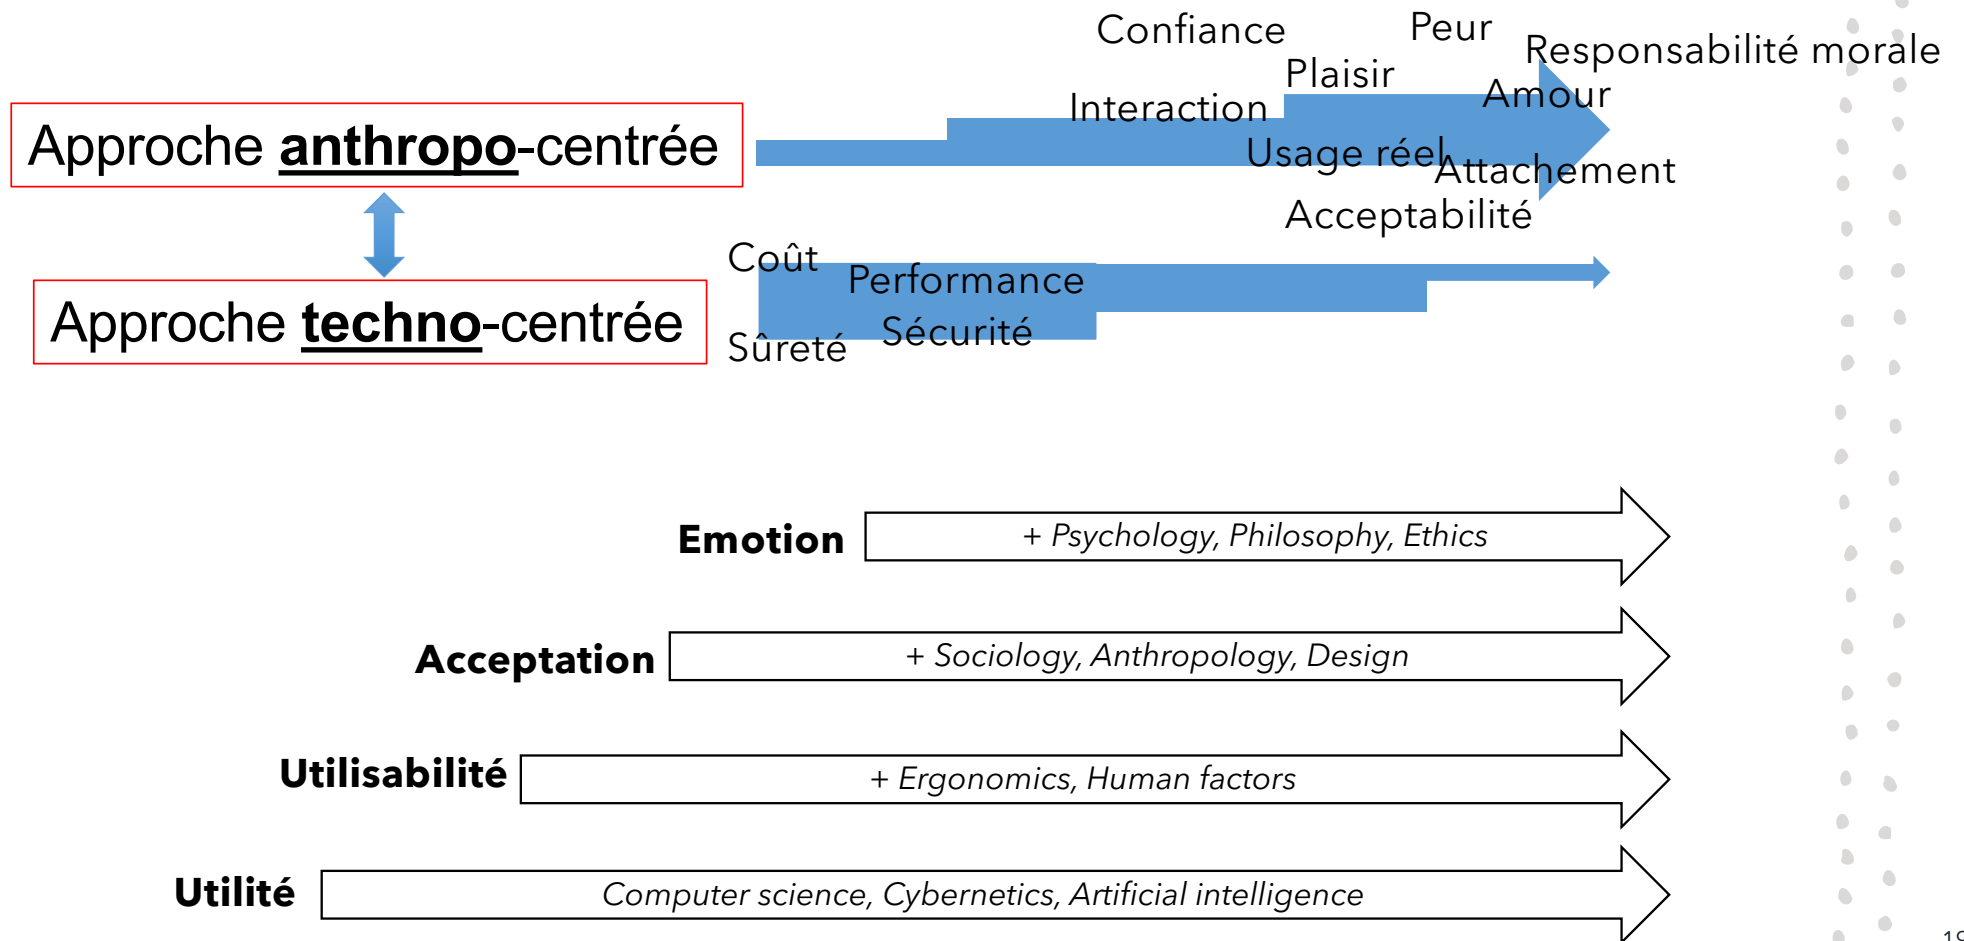 Confiance
Peur
Responsabilité morale
Plaisir
Amour
Interaction
Approche anthropo-centrée
Usage réel
Attachement
Acceptabilité
Coût
Performance
Approche techno-centrée
Sécurité
Sûreté
Emotion
+ Psychology, Philosophy, Ethics
Acceptation
+ Sociology, Anthropology, Design
Utilisabilité
+ Ergonomics, Human factors
Utilité
Computer science, Cybernetics, Artificial intelligence